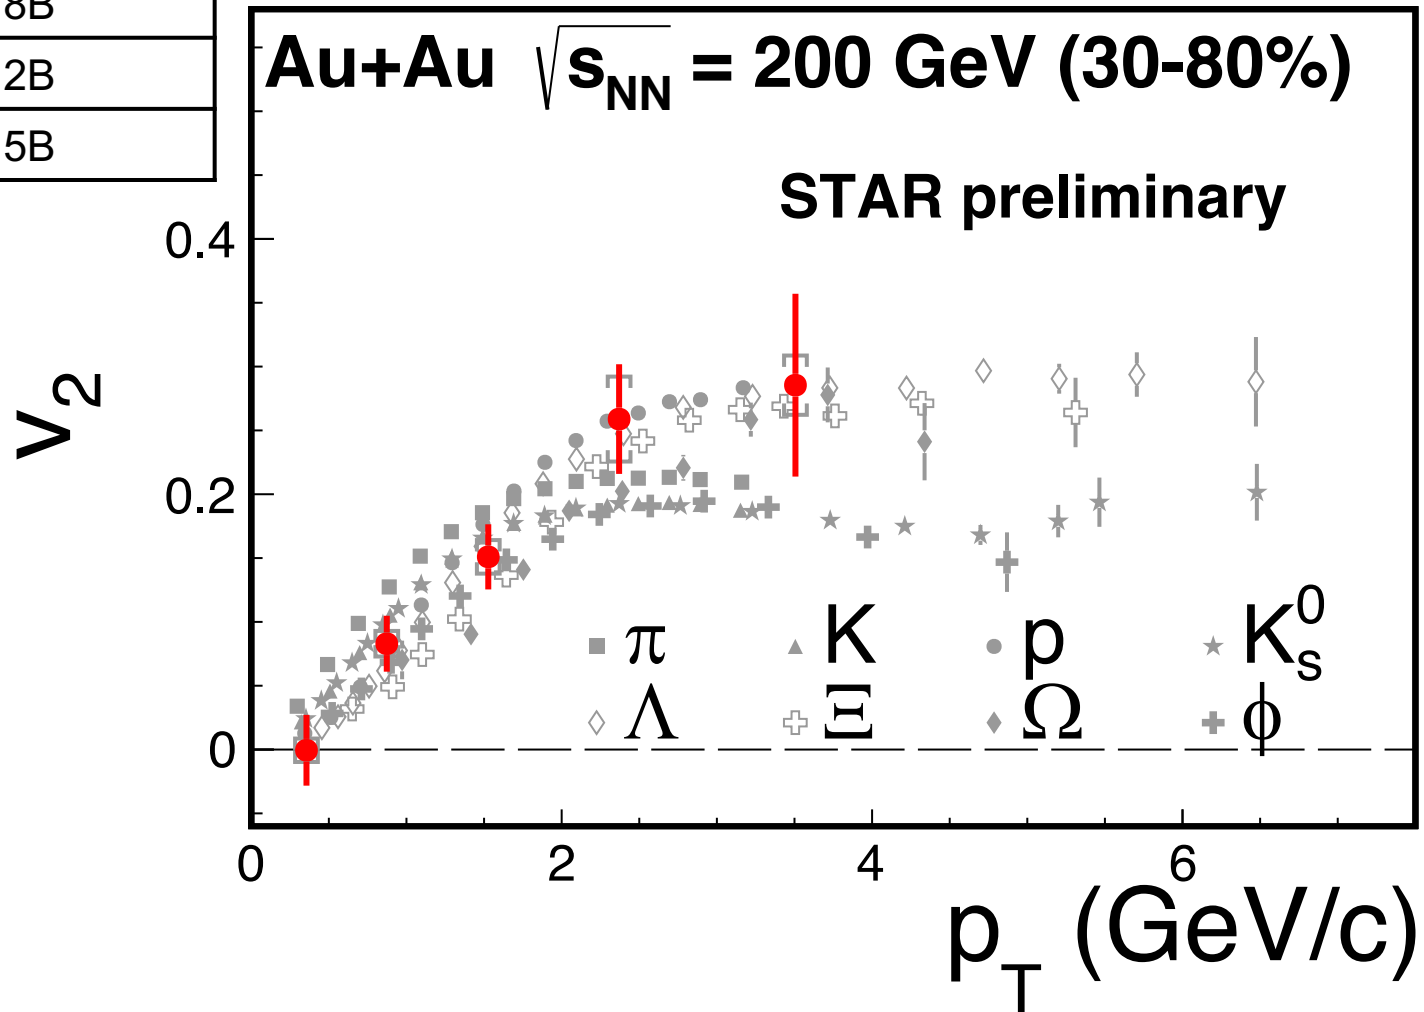 8B
2B
5B
Au+Au √sNN = 200 GeV (30-80%)
STAR preliminary
0.4
0.2
0
v2
π K p K0s
Λ Ξ Ω ϕ
0 2 4 6
pT (GeV/c)